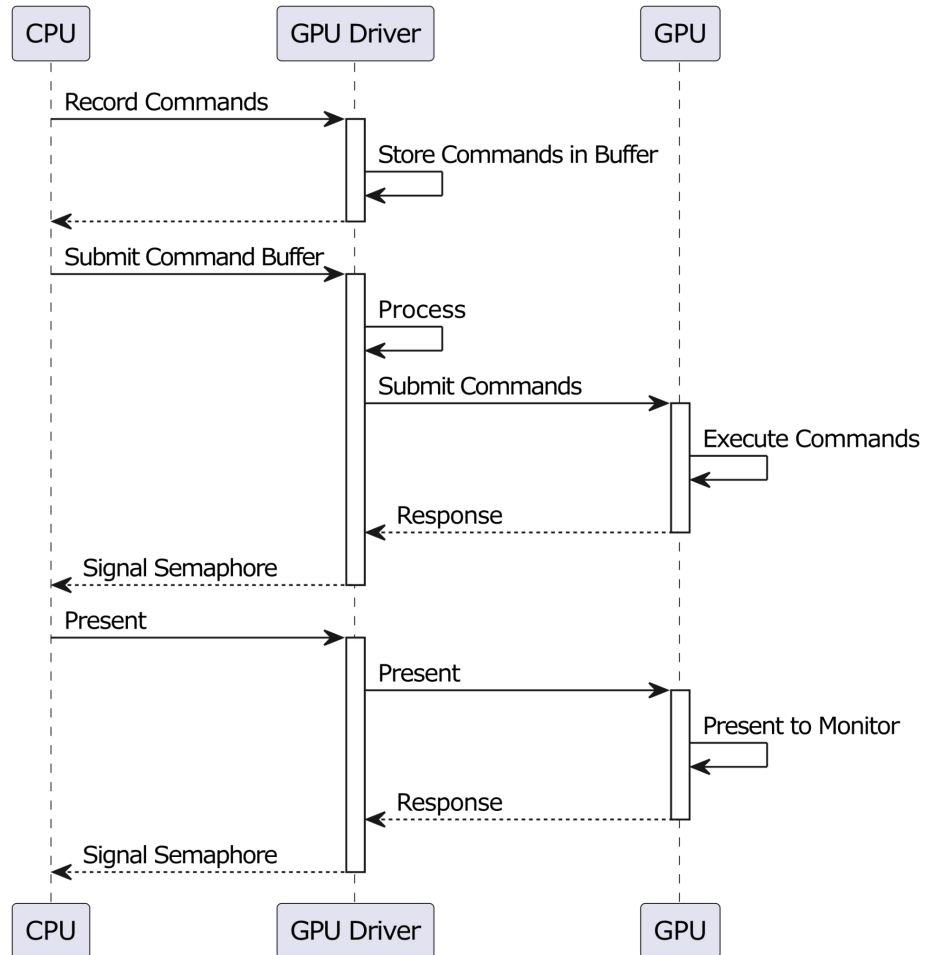 CPU
GPU Driver
GPU
Record Commands
Store Commands in Buffer
Submit Command Buffer
Process
Submit Commands
Execute Commands
Response
Signal Semaphore
Present
Present
Present to Monitor
Response
Signal Semaphore
CPU
GPU Driver
GPU